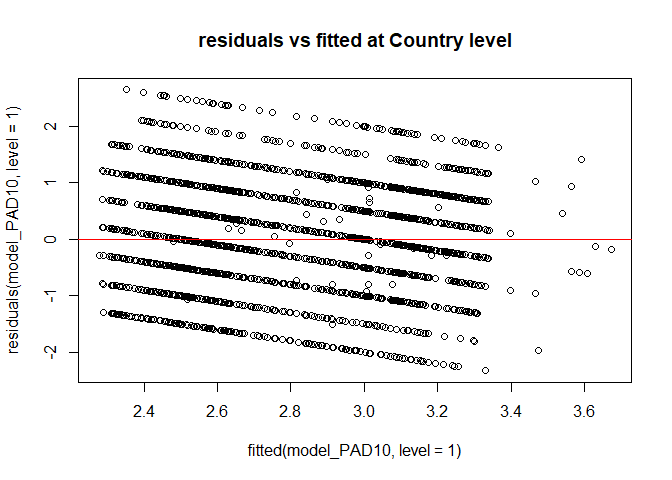 residuals vs fitted at Country level
residuals(model_PAD10, level = 1)
2
1
0
-1
-2
2.4 2.6 2.8 3.0 3.2 3.4 3.6
fitted(model_PAD10, level = 1)